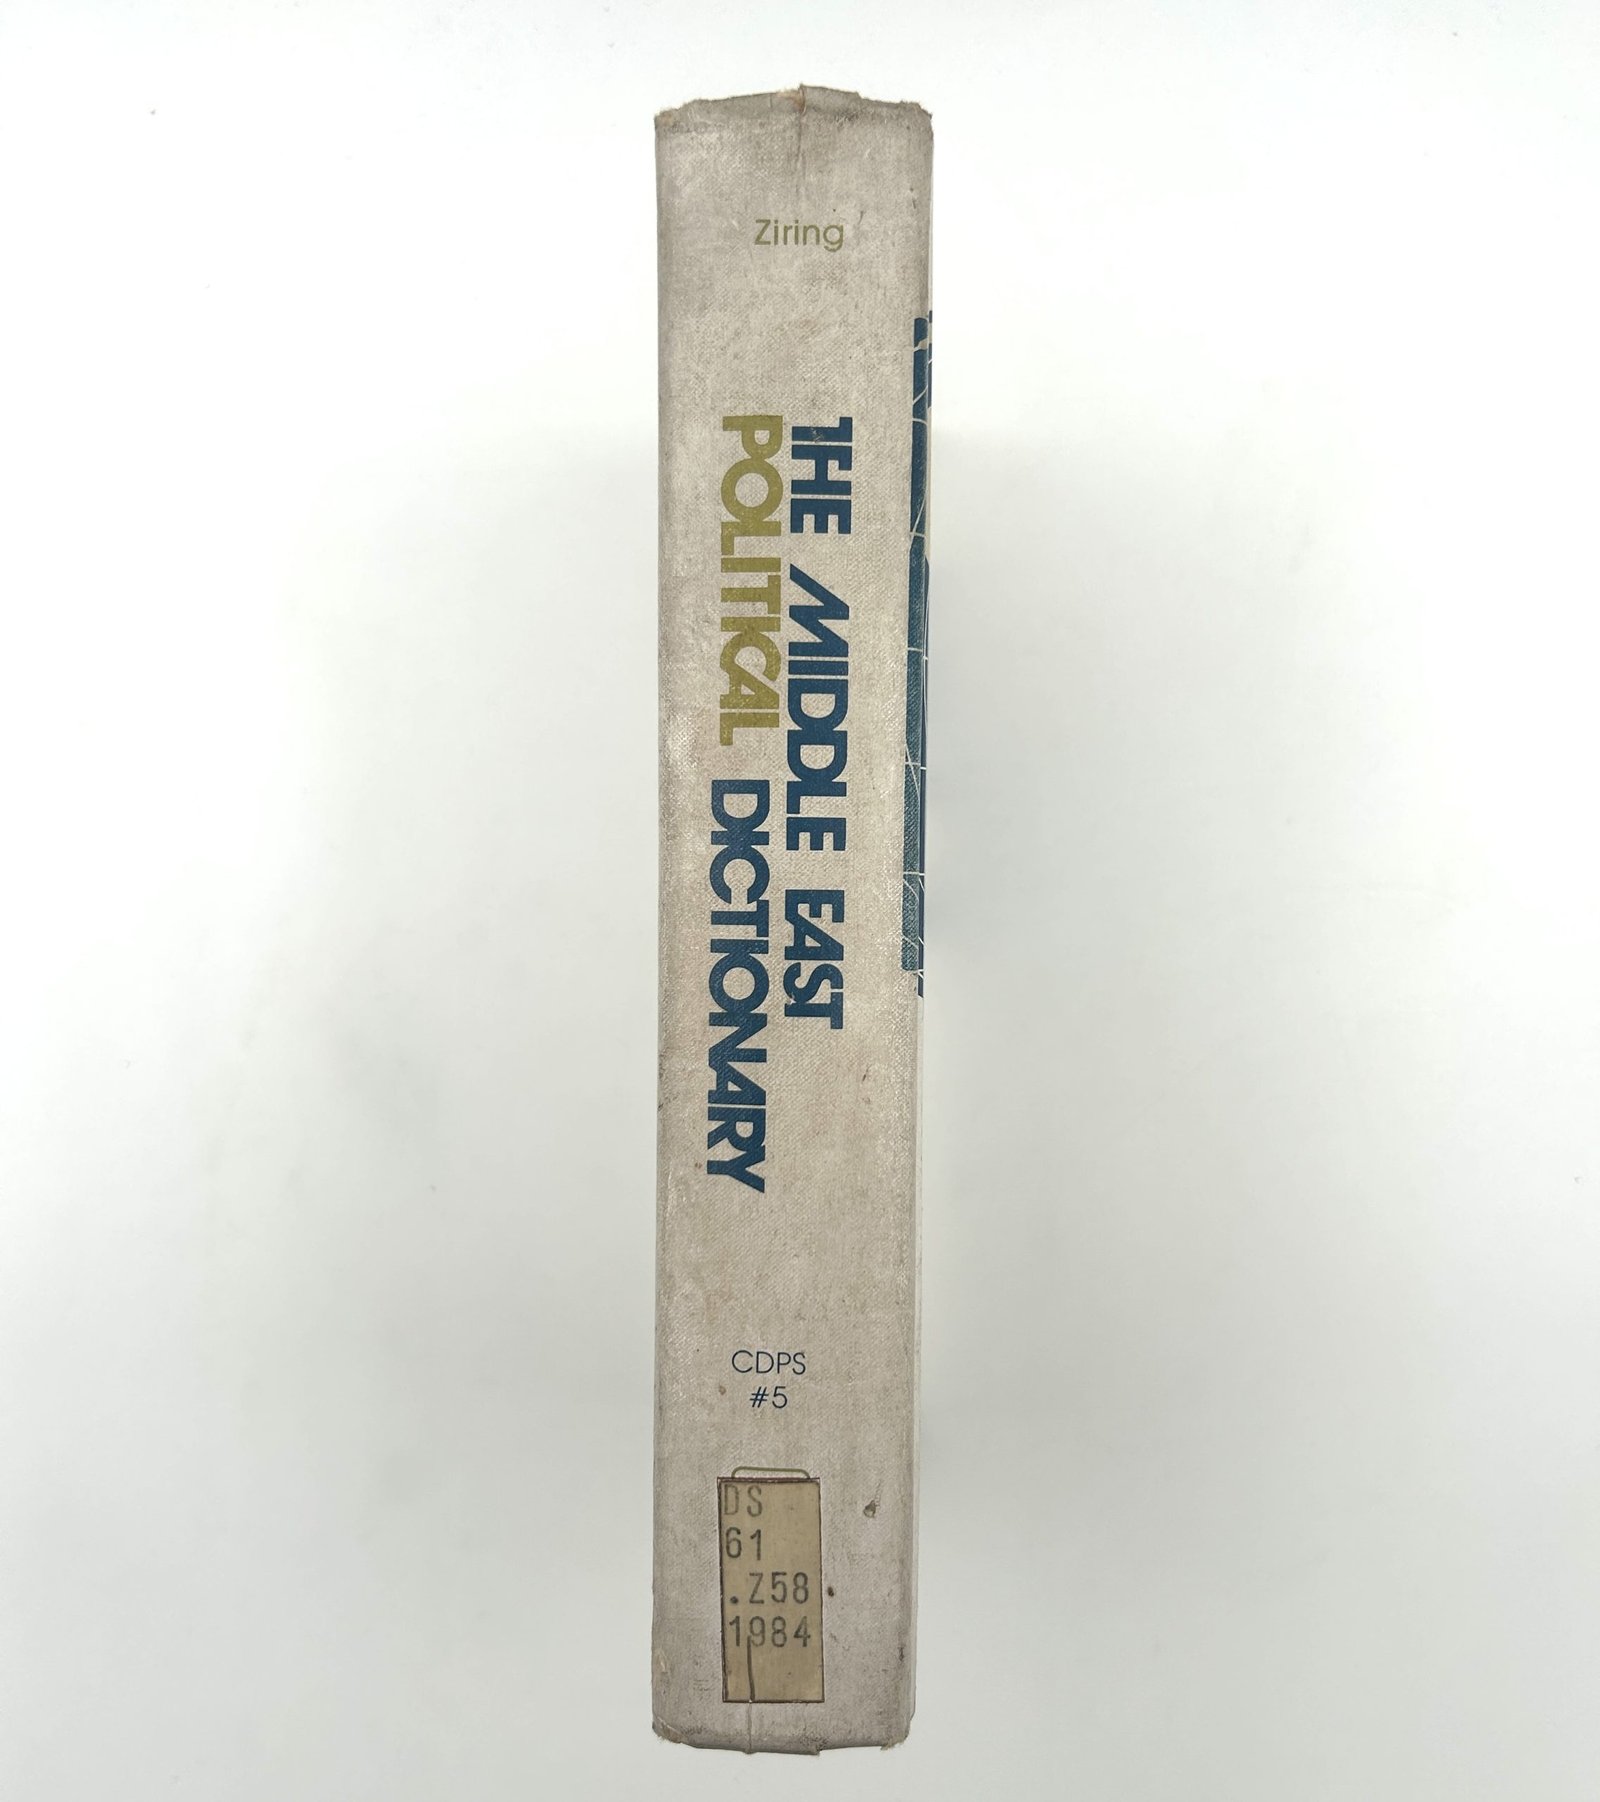 Ziring
THE MIDDLE EAST
POLITICAL DICTIONARY
CDPS
#5
DS
61
.Z58
1984